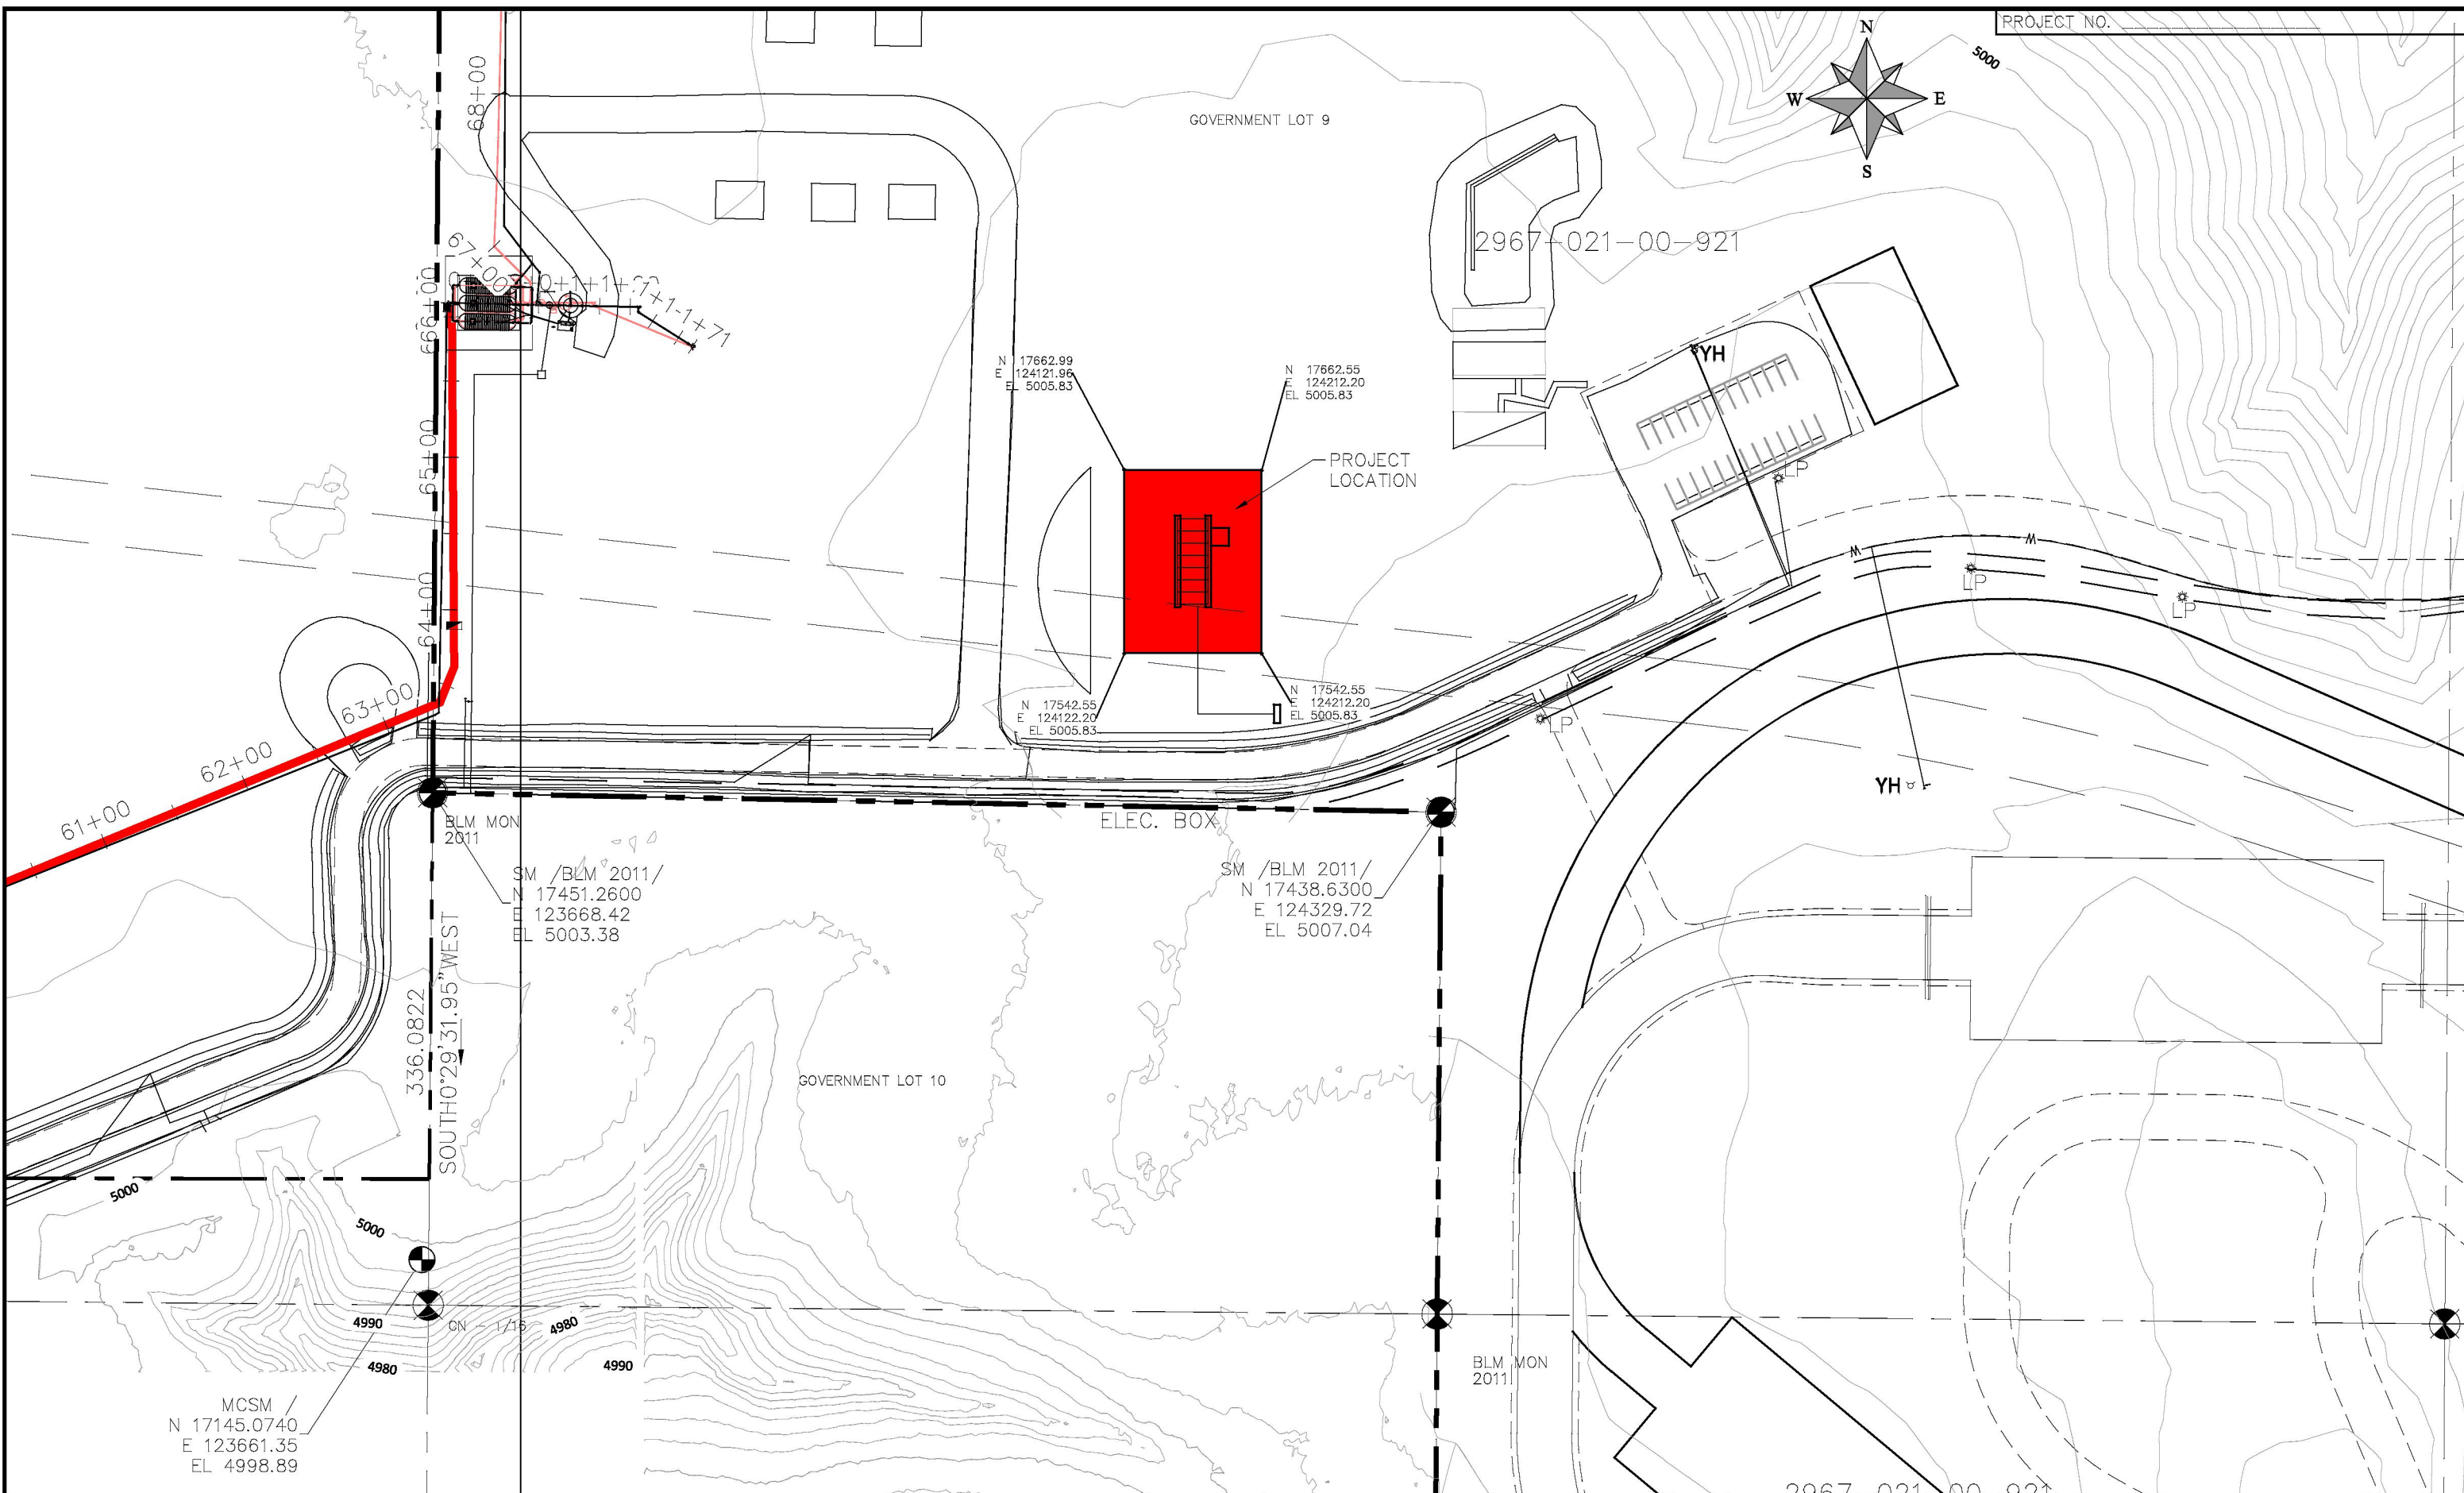 PROJECT NO.
N
W
E
S
5000
68+00
GOVERNMENT LOT 9
2967-021-00-921
67+00
66+00
1+71
YH
N 17662.99
E 124121.96
EL 5005.83
N 17662.55
E 124212.20
EL 5005.83
PROJECT
LOCATION
65+00
LP
W
W
LP
LP
64+00
63+00
N 17542.55
E 124122.20
EL 5005.83
N 17542.55
E 124212.20
EL 5005.83
LP
62+00
YH
61+00
BLM MON
2011
ELEC. BOX
SM /BLM 2011/
N 17451.2600
E 123668.42
EL 5003.38
SM /BLM 2011/
N 17438.6300
E 124329.72
EL 5007.04
336.0822
SOUTH0°29'31.95"WEST
GOVERNMENT LOT 10
5000
5000
4990
CN - 1/16
4980
4980
4990
BLM MON
2011
MCSM /
N 17145.0740
E 123661.35
EL 4998.89
2967-021-00-921